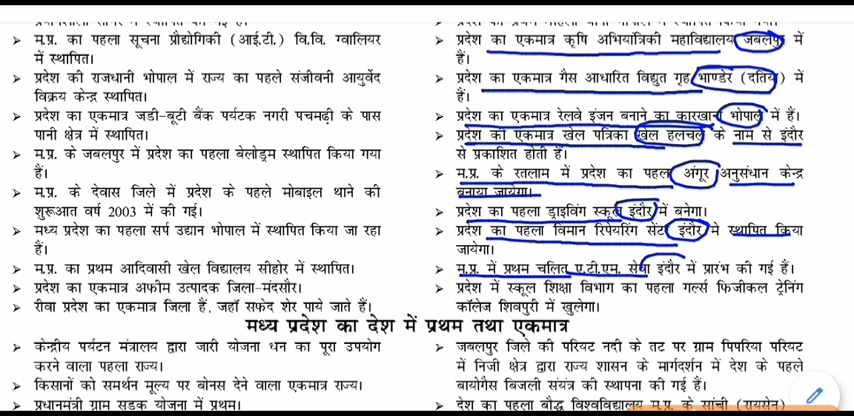 म.प्र. का पहला सूचना प्रौद्योगिकी (आई.टी.) वि.वि. ग्वालियर
में स्थापित।
प्रदेश की राजधानी भोपाल में राज्य का पहले संजीवनी आयुर्वेद
विक्रय केन्द्र स्थापित।
प्रदेश का एकमात्र जडी-बूटी बैंक पर्यटक नगरी पचमढ़ी के पास
पानी क्षेत्र में स्थापित।
म.प्र. के जबलपुर में प्रदेश का पहला बेलोड्रम स्थापित किया गया
हैं।
म.प्र. के देवास जिले में प्रदेश के पहले मोबाइल थाने की
शुरूआत वर्ष 2003 में की गई।
मध्य प्रदेश का पहला सर्प उद्यान भोपाल में स्थापित किया जा रहा
हैं।
म.प्र. का प्रथम आदिवासी खेल विद्यालय सीहोर में स्थापित।
प्रदेश का एकमात्र अफीम उत्पादक जिला-मंदसौर।
रीवा प्रदेश का एकमात्र जिला हैं, जहाँ सफेद शेर पाये जाते हैं।
प्रदेश का एकमात्र कृषि अभियांत्रिकी महाविद्यालय जबलपुर में
हैं।
प्रदेश का एकमात्र गैस आधारित विद्युत गृह भाण्डेर (दतिया) में
हैं।
प्रदेश का एकमात्र रेलवे इंजन बनाने का कारखाना भोपाल में हैं।
प्रदेश का एकमात्र खेल पत्रिका खेल हलचल के नाम से इंदौर
से प्रकाशित होती हैं।
म.प्र. के रतलाम में प्रदेश का पहला अंगूर अनुसंधान केन्द्र
बनाया जायेगा।
प्रदेश का पहला ड्राइविंग स्कूल इंदौर में बनेगा।
प्रदेश का पहला विमान रिपेयरिंग सेंटर इंदौर मे स्थापित किया
जायेगा।
म.प्र. में प्रथम चलित ए.टी.एम. सेवा इंदौर में प्रारंभ की गई हैं।
प्रदेश में स्कूल शिक्षा विभाग का पहला गर्ल्स फिजीकल ट्रेनिंग
कॉलेज शिवपुरी में खुलेगा।
मध्य प्रदेश का देश में प्रथम तथा एकमात्र
केन्द्रीय पर्यटन मंत्रालय द्वारा जारी योजना धन का पूरा उपयोग
करने वाला पहला राज्य।
किसानों को समर्थन मूल्य पर बोनस देने वाला एकमात्र राज्य।
प्रधानमंत्री ग्राम सड़क योजना में प्रथम।
जबलपुर जिले की परियट नदी के तट पर ग्राम पिपरिया परियट
में निजी क्षेत्र द्वारा राज्य शासन के मार्गदर्शन में देश के पहले
बायोगैस बिजली संयंत्र की स्थापना की गई हैं।
देश का पहला बौद्ध विश्वविद्यालय म.प्र. के सांची (रायसेन)